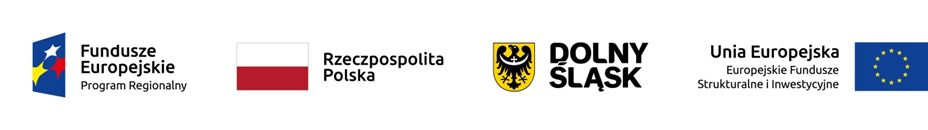 Fundusze
Europejskie
Program Regionalny
Rzeczpospolita
Polska
DOLNY
ŚLĄSK
Unia Europejska
Europejskie Fundusze
Strukturalne i Inwestycyjne